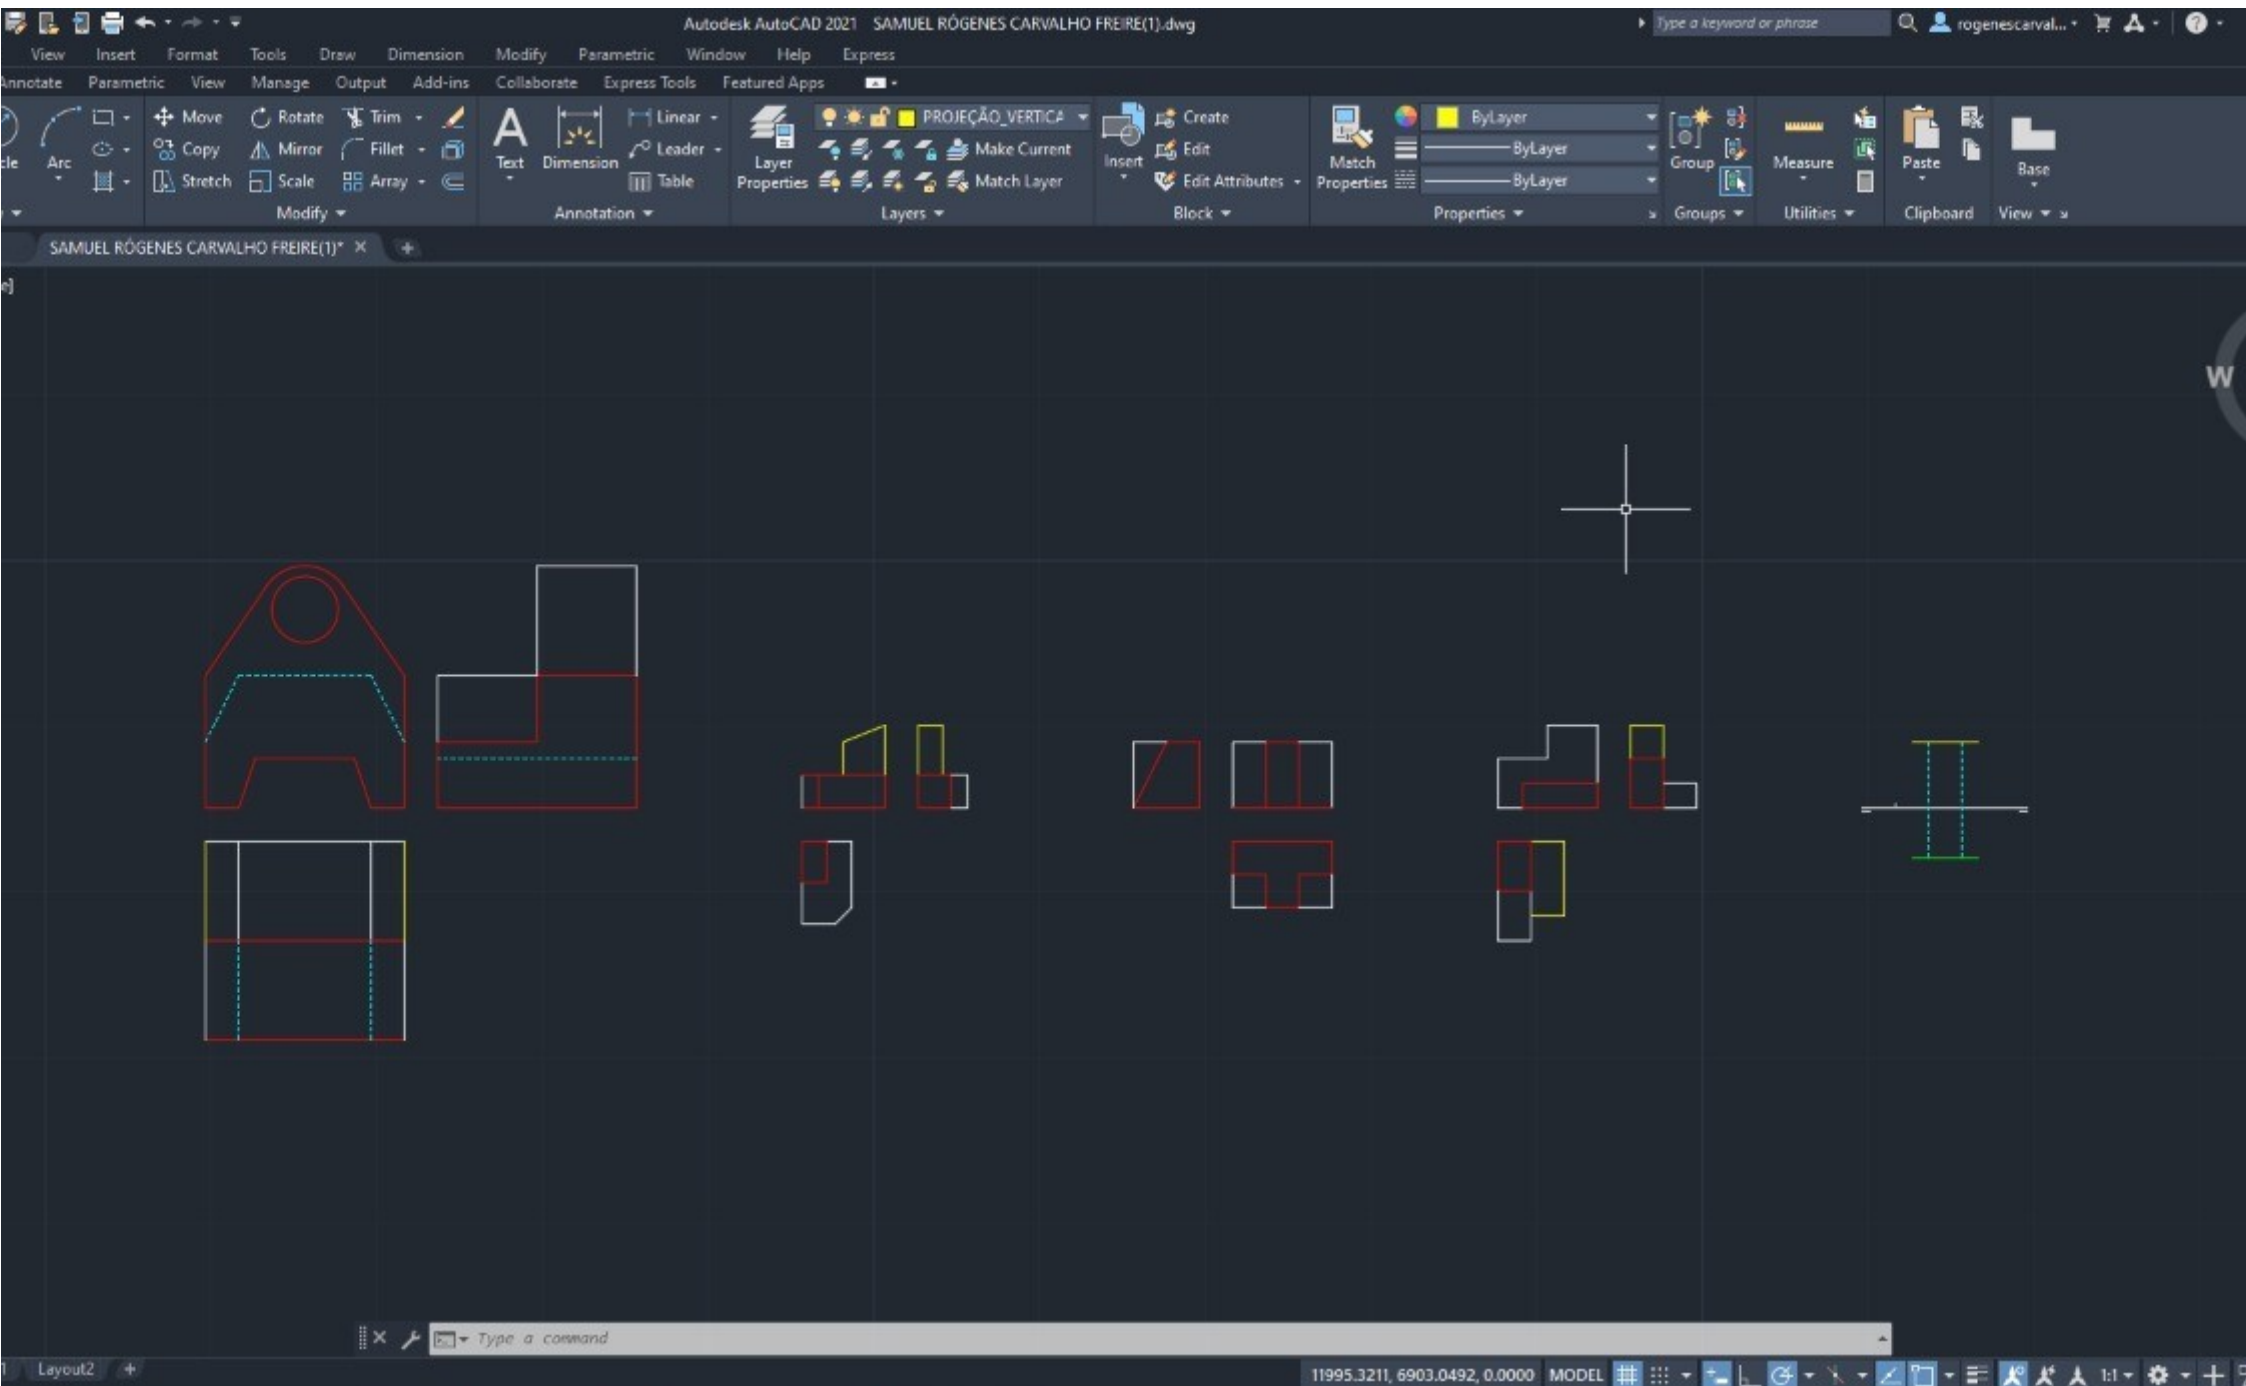 Autodesk AutoCAD 2021 SAMUEL RÓGENES CARVALHO FREIRE(1).dwg Type a keyword or phrase rogenescarval...
View Insert Format Tools Draw Dimension Modify Parametric Window Help Express
Annotate Parametric View Manage Output Add-ins Collaborate Express Tools Featured Apps
Move Rotate Trim Linear PROJEÇÃO_VERTICA Create ByLayer
Arc Copy Mirror Fillet Text Dimension Leader Layer Properties Make Current Insert Edit Match Properties ByLayer Group Measure Paste Base
Stretch Scale Array Table Match Layer Edit Attributes ByLayer
Modify Annotation Layers Block Properties Groups Utilities Clipboard View
SAMUEL RÓGENES CARVALHO FREIRE(1)*
W
Type a command
Layout2 11995.3211, 6903.0492, 0.0000 MODEL 1:1